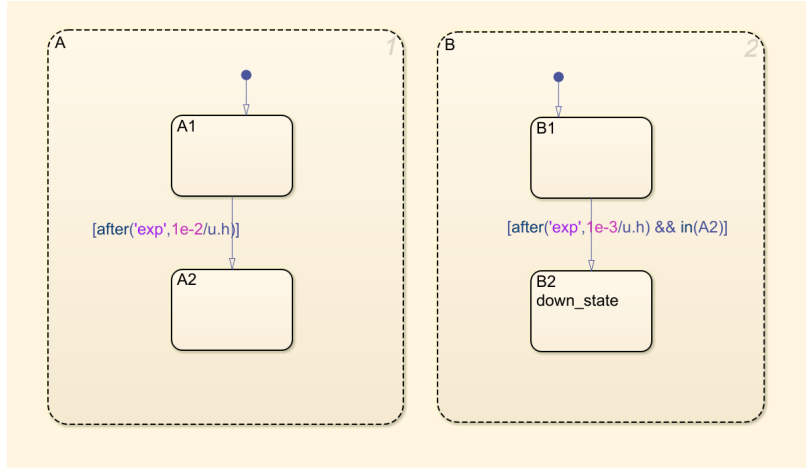 A
1
A1
[after('exp',1e-2/u.h)]
A2
B
2
B1
[after('exp',1e-3/u.h) && in(A2)]
B2
down_state